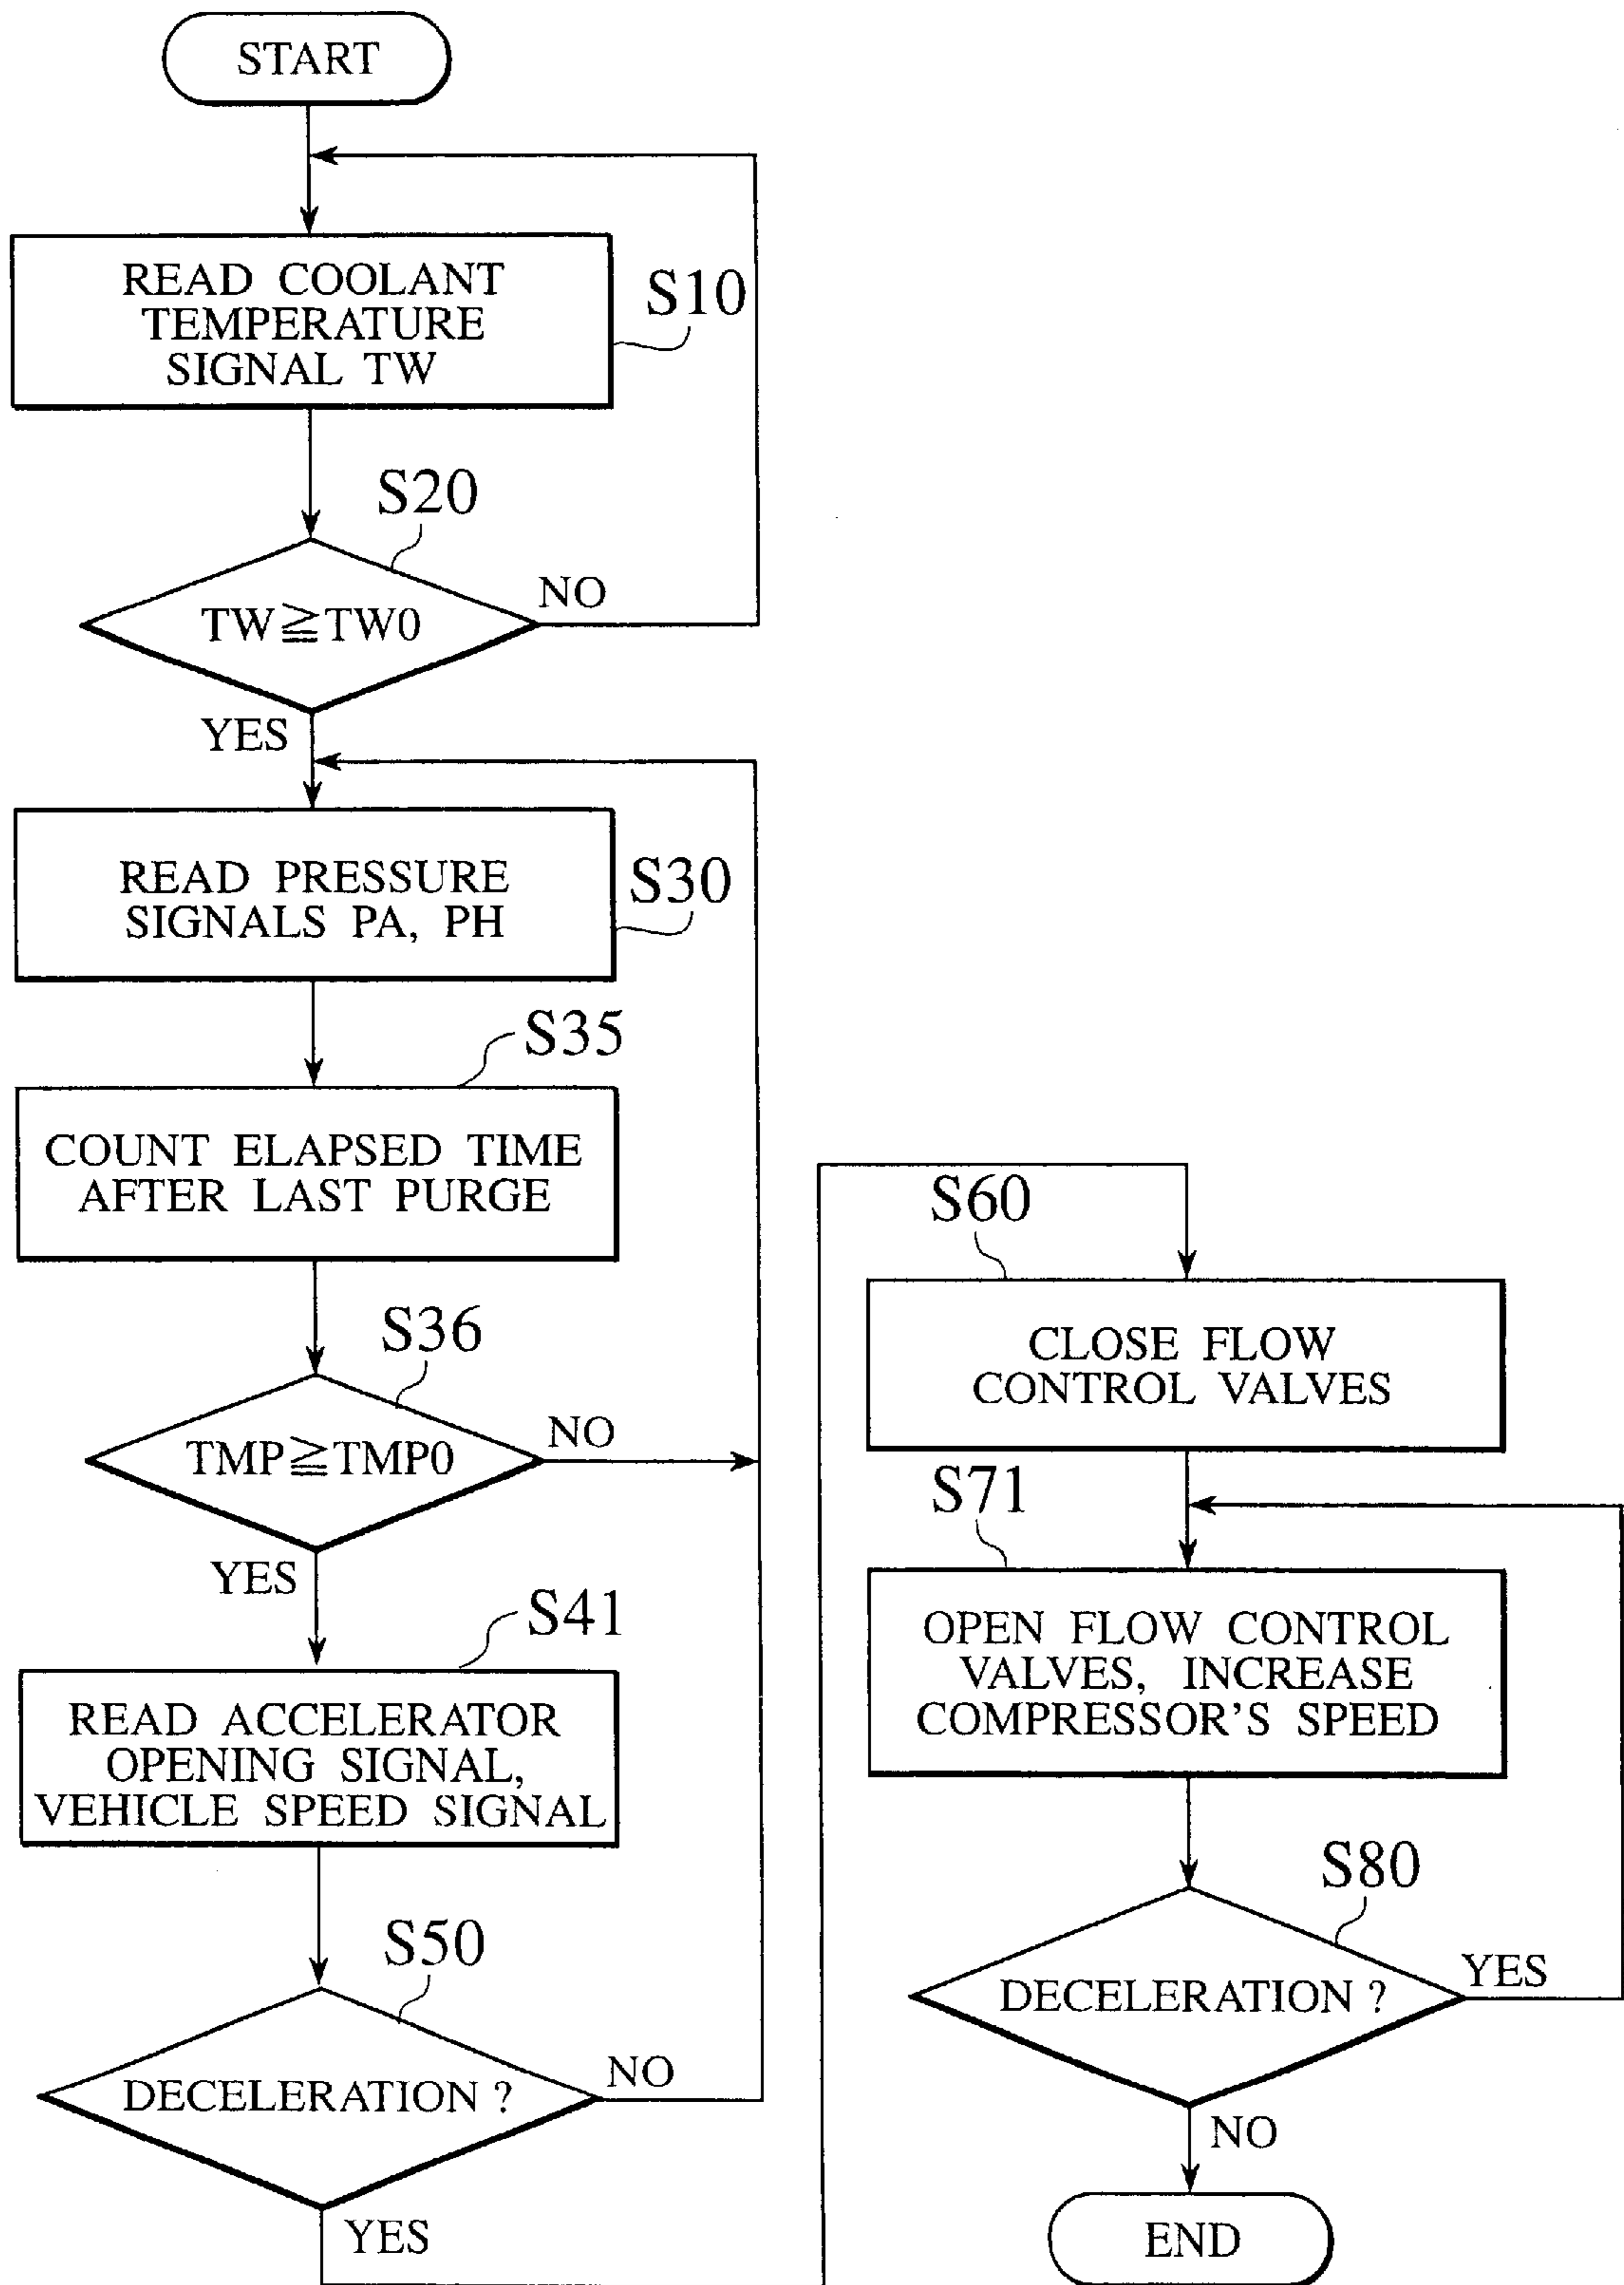 START
READ COOLANT
TEMPERATURE
SIGNAL TW
S10
S20
TW≧TW0
NO
YES
READ PRESSURE
SIGNALS PA, PH
S30
S35
COUNT ELAPSED TIME
AFTER LAST PURGE
S36
TMP≧TMP0
NO
YES
S41
READ ACCELERATOR
OPENING SIGNAL,
VEHICLE SPEED SIGNAL
S50
DECELERATION ?
NO
YES
S60
CLOSE FLOW
CONTROL VALVES
S71
OPEN FLOW CONTROL
VALVES, INCREASE
COMPRESSOR'S SPEED
S80
DECELERATION ?
YES
NO
END